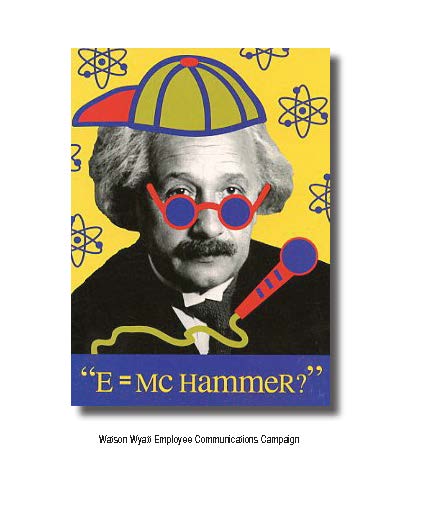 “E = Mc HammeR?”
Watson Wyatt Employee Communications Campaign